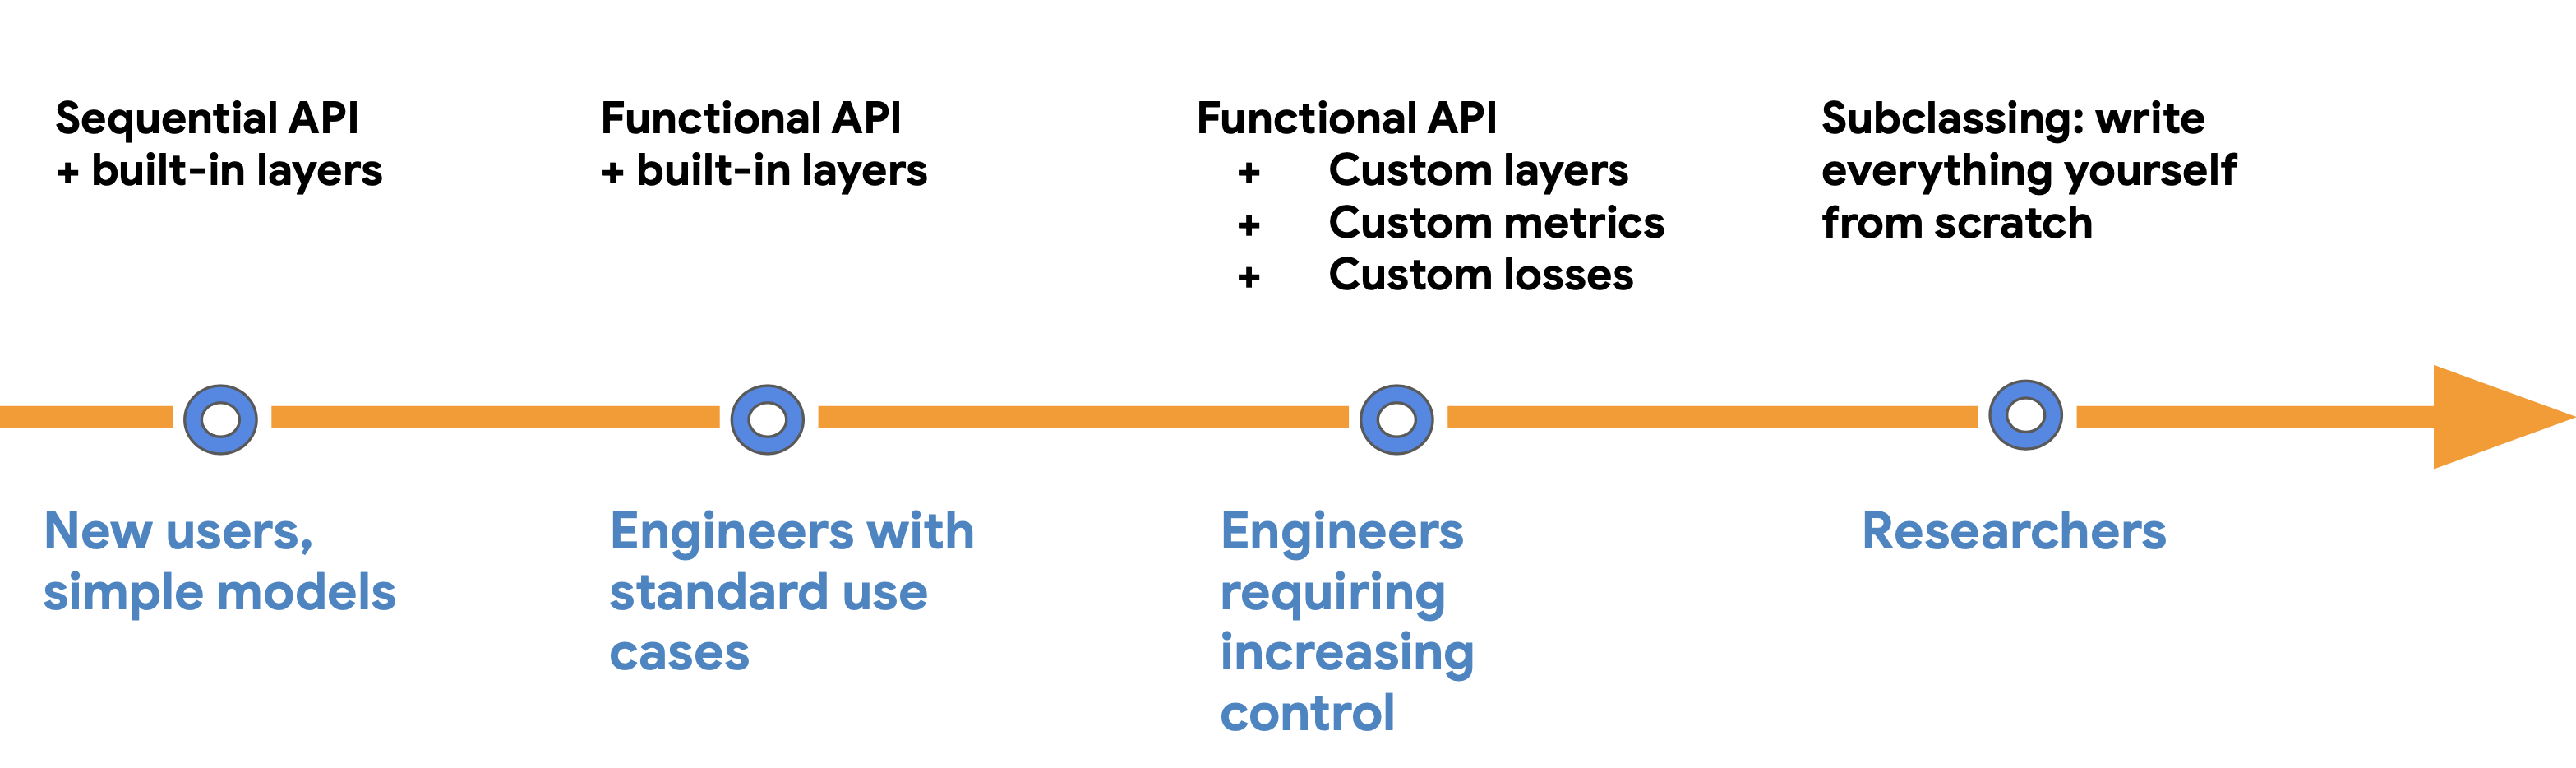 Sequential API
+ built-in layers
Functional API
+ built-in layers
Functional API
+ Custom layers
+ Custom metrics
+ Custom losses
Subclassing: write
everything yourself
from scratch
New users,
simple models
Engineers with
standard use
cases
Engineers
requiring
increasing
control
Researchers